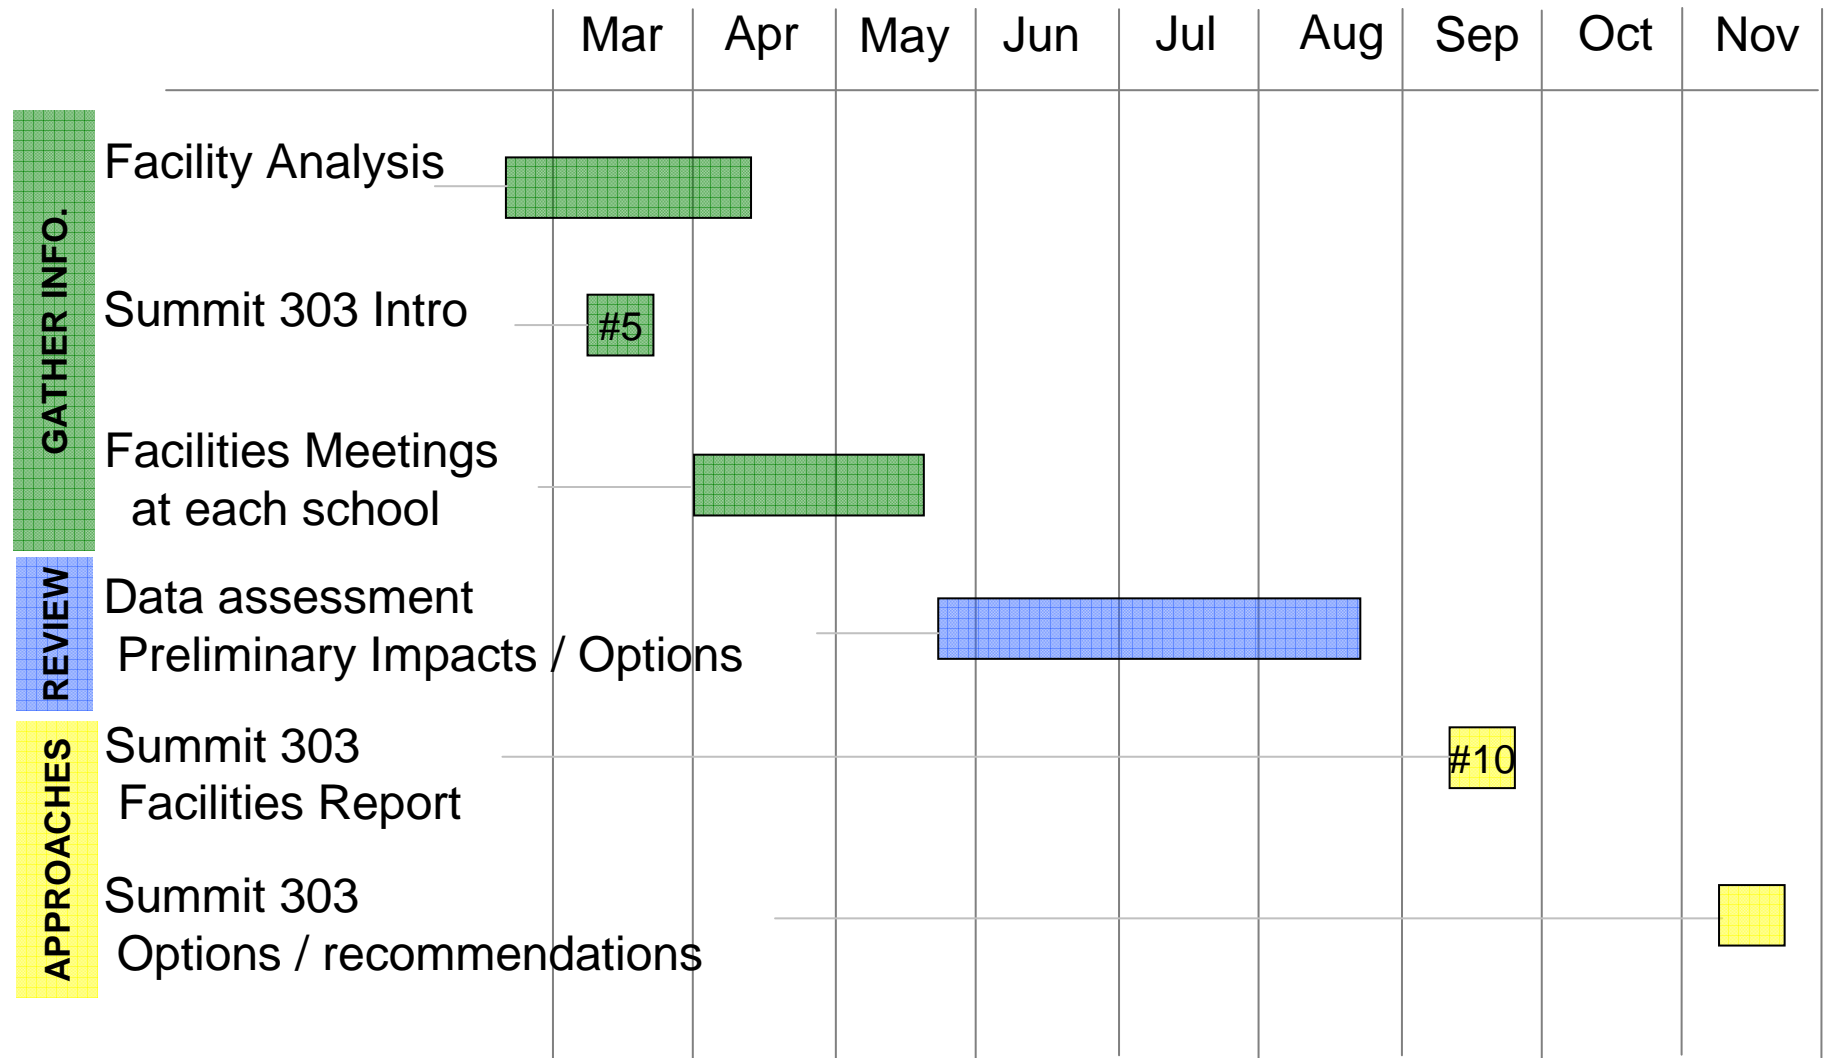 Mar Apr May Jun Jul Aug Sep Oct Nov
GATHER INFO.
Facility Analysis
Summit 303 Intro
#5
Facilities Meetings
at each school
REVIEW
Data assessment
Preliminary Impacts / Options
APPROACHES
Summit 303
Facilities Report
#10
Summit 303
Options / recommendations